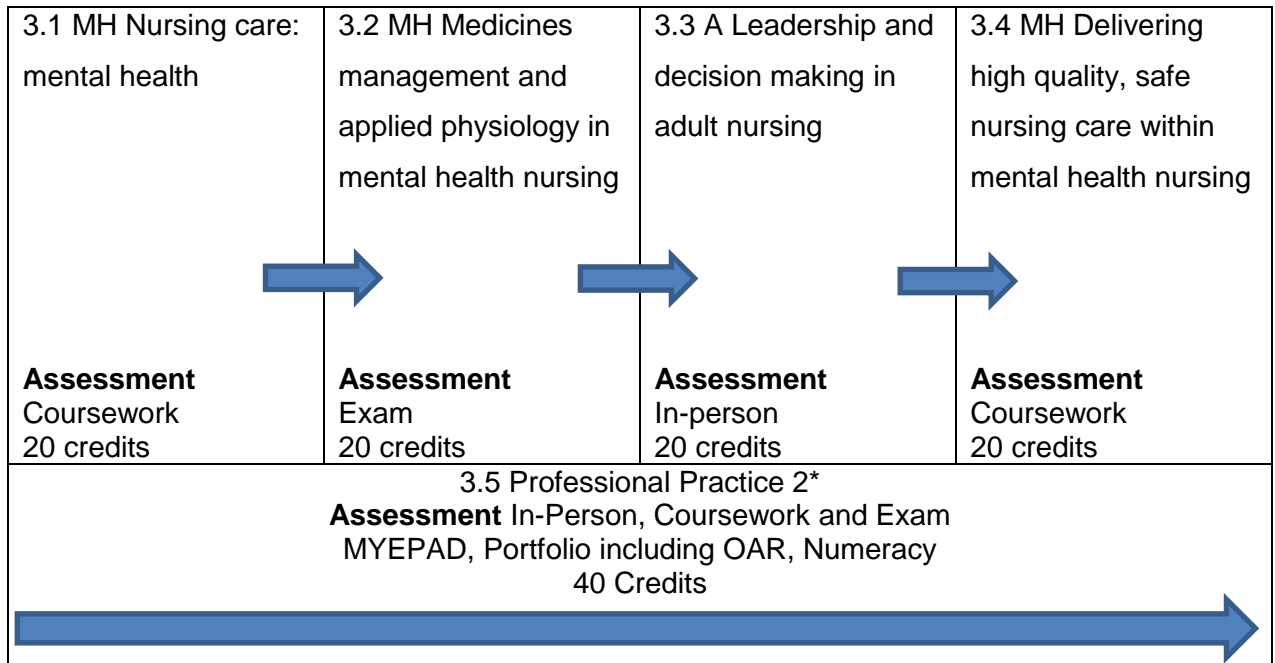 3.1 MH Nursing care:
mental health
3.2 MH Medicines
management and
applied physiology in
mental health nursing
3.3 A Leadership and
decision making in
adult nursing
3.4 MH Delivering
high quality, safe
nursing care within
mental health nursing
Assessment
Coursework
20 credits
Assessment
Exam
20 credits
Assessment
In-person
20 credits
Assessment
Coursework
20 credits
3.5 Professional Practice 2*
Assessment In-Person, Coursework and Exam
MYEPAD, Portfolio including OAR, Numeracy
40 Credits